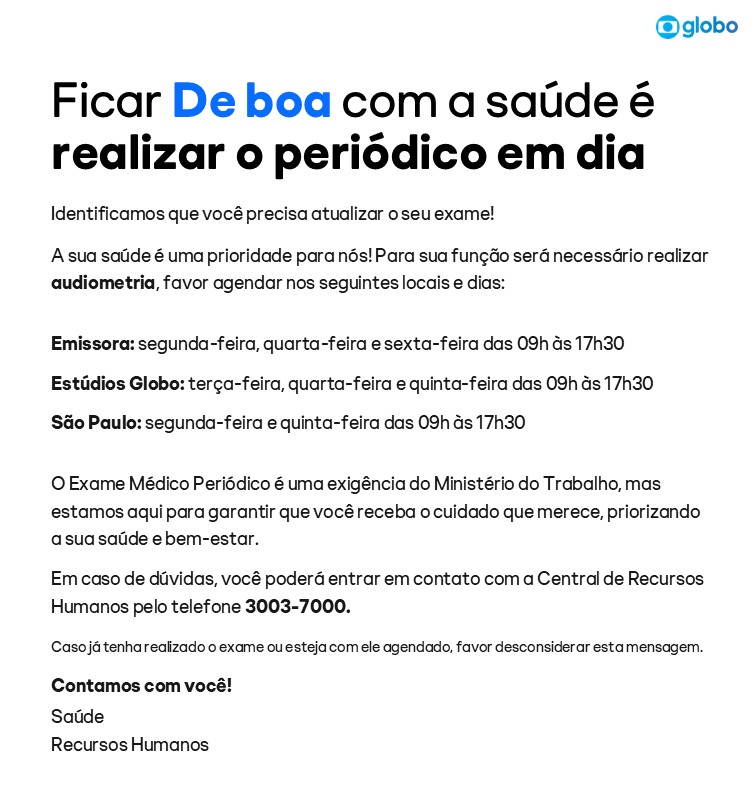 globo
Ficar De boa com a saúde é
realizar o periódico em dia
Identificamos que você precisa atualizar o seu exame!
A sua saúde é uma prioridade para nós! Para sua função será necessário realizar
audiometria, favor agendar nos seguintes locais e dias:
Emissora: segunda-feira, quarta-feira e sexta-feira das 09h às 17h30
Estúdios Globo: terça-feira, quarta-feira e quinta-feira das 09h às 17h30
São Paulo: segunda-feira e quinta-feira das 09h às 17h30
O Exame Médico Periódico é uma exigência do Ministério do Trabalho, mas
estamos aqui para garantir que você receba o cuidado que merece, priorizando
a sua saúde e bem-estar.
Em caso de dúvidas, você poderá entrar em contato com a Central de Recursos
Humanos pelo telefone 3003-7000.
Caso já tenha realizado o exame ou esteja com ele agendado, favor desconsiderar esta mensagem.
Contamos com você!
Saúde
Recursos Humanos